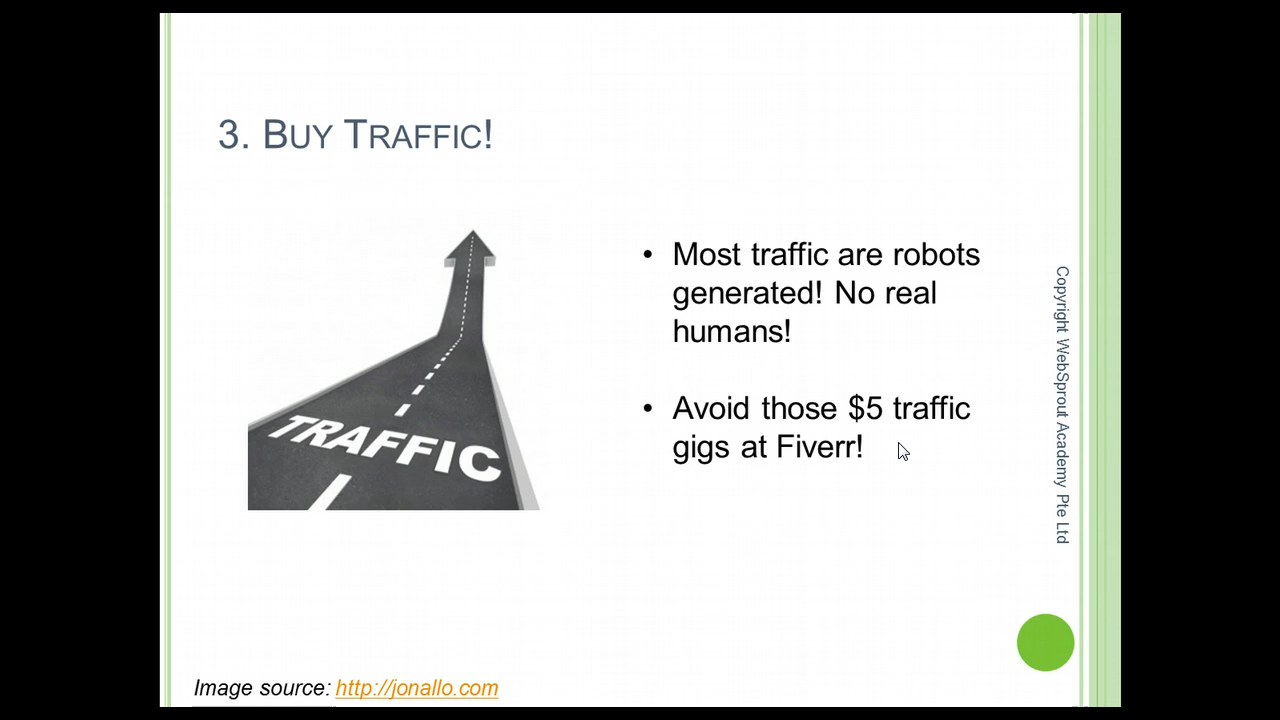 3. BUY TRAFFIC!
TRAFFIC
• Most traffic are robots
generated! No real
humans!
• Avoid those $5 traffic
gigs at Fiverr!
Copyright WebSprout Academy Pte Ltd
Image source: http://jonallo.com